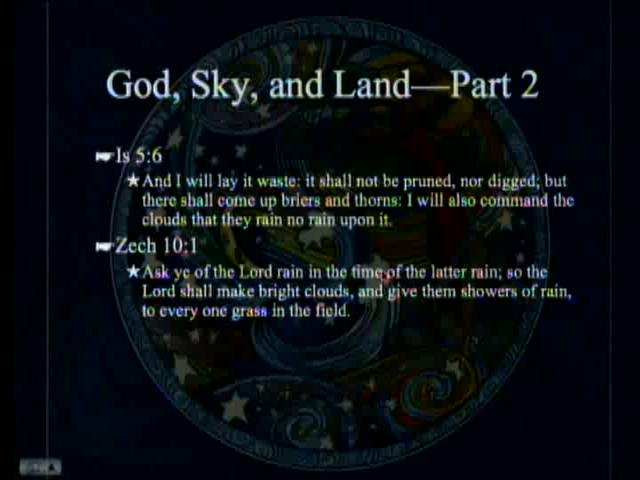 God, Sky, and Land—Part 2
Is 5:6
And I will lay it waste: it shall not be pruned, nor digged; but
there shall come up briers and thorns: I will also command the
clouds that they rain no rain upon it.
Zech 10:1
Ask ye of the Lord rain in the time of the latter rain; so the
Lord shall make bright clouds, and give them showers of rain,
to every one grass in the field.